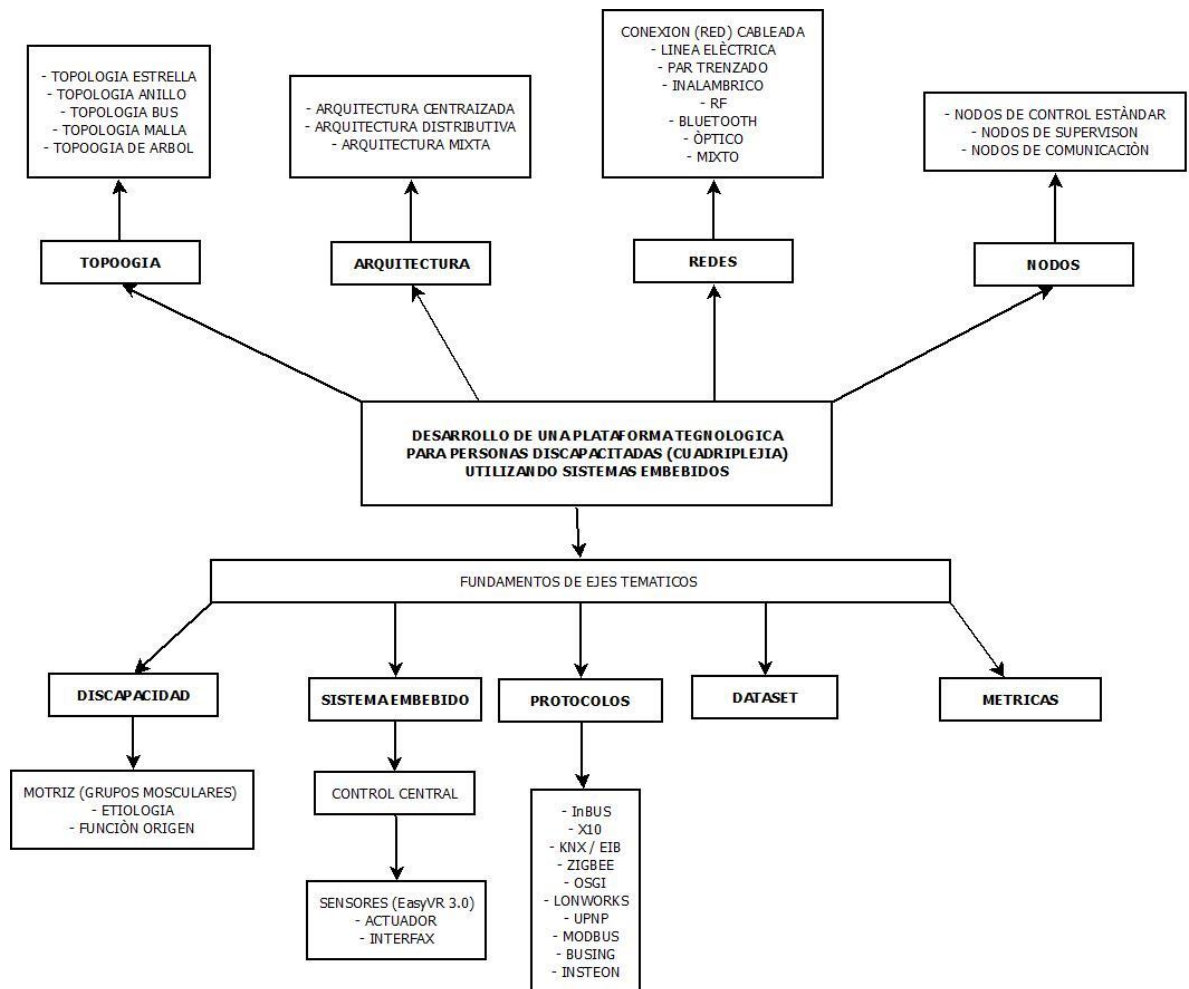 - TOPOLOGIA ESTRELLA
- TOPOLOGIA ANILLO
- TOPOLOGIA BUS
- TOPOLOGIA MALLA
- TOPOOGIA DE ARBOL
- ARQUITECTURA CENTRAIZADA
- ARQUITECTURA DISTRIBUTIVA
- ARQUITECTURA MIXTA
CONEXION (RED) CABLEADA
- LINEA ELÈCTRICA
- PAR TRENZADO
- INALAMBRICO
- RF
- BLUETOOTH
- ÒPTICO
- MIXTO
- NODOS DE CONTROL ESTÀNDAR
- NODOS DE SUPERVISON
- NODOS DE COMUNICACIÒN
TOPOOGIA
ARQUITECTURA
REDES
NODOS
DESARROLLO DE UNA PLATAFORMA TEGNOLOGICA
PARA PERSONAS DISCAPACITADAS (CUADRIPLEJIA)
UTILIZANDO SISTEMAS EMBEBIDOS
FUNDAMENTOS DE EJES TEMATICOS
DISCAPACIDAD
SISTEMA EMBEBIDO
PROTOCOLOS
DATASET
METRICAS
MOTRIZ (GRUPOS MOSCULARES)
- ETIOLOGIA
- FUNCIÒN ORIGEN
CONTROL CENTRAL
SENSORES (EasyVR 3.0)
- ACTUADOR
- INTERFAX
- InBUS
- X10
- KNX / EIB
- ZIGBEE
- OSGI
- LONWORKS
- UPNP
- MODBUS
- BUSING
- INSTEON